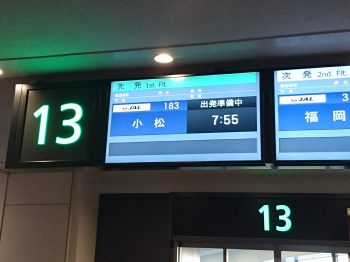 13
先発 1st. Flt.
JAL 183 出発準備中
小松 7:55
次発 2nd. Flt.
JAL 3
福岡
13